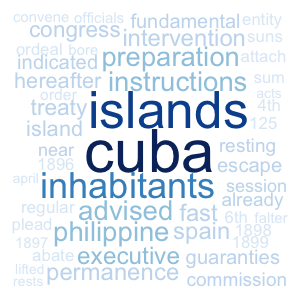 convene officials fundamental entity
congress intervention suns
ordeal bore preparation attach
indicated
hereafter instructions sum
order acts
treaty islands 4th
island 125
near cuba resting
1896 escape
april inhabitants session
regular advised fast already
6th falter
plead philippine spain 1898
1897 1899
abate executive guaranties
lifted
rests permanence commission